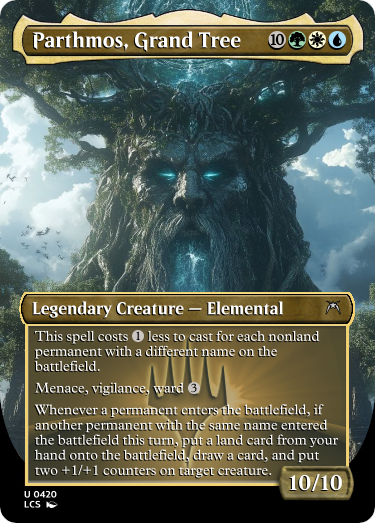 Parthmos, Grand Tree 10
Legendary Creature — Elemental
This spell costs 1 less to cast for each nonland
permanent with a different name on the
battlefield.
Menace, vigilance, ward 3
Whenever a permanent enters the battlefield, if
another permanent with the same name entered
the battlefield this turn, put a land card from your
hand onto the battlefield, draw a card, and put
two +1/+1 counters on target creature.
10/10
U 0420
LCS